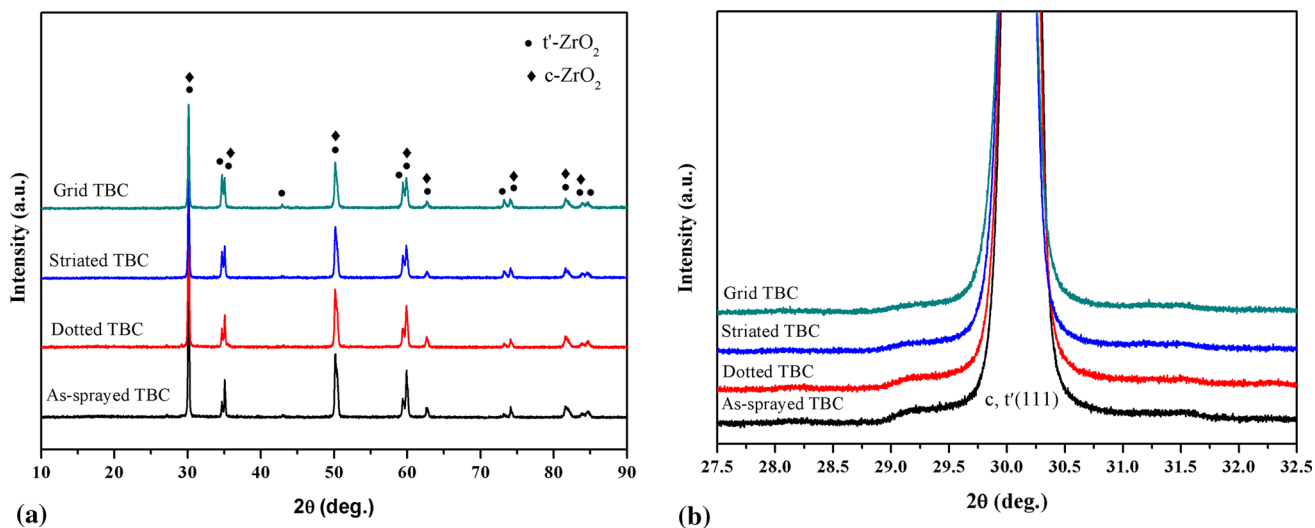 ● t'-ZrO2
◆ c-ZrO2
Grid TBC
Striated TBC
Dotted TBC
As-sprayed TBC
Intensity (a.u.)
10 20 30 40 50 60 70 80 90
2θ (deg.)
(a)
Grid TBC
Striated TBC
Dotted TBC
As-sprayed TBC
c, t'(111)
Intensity (a.u.)
27.5 28.0 28.5 29.0 29.5 30.0 30.5 31.0 31.5 32.0 32.5
2θ (deg.)
(b)